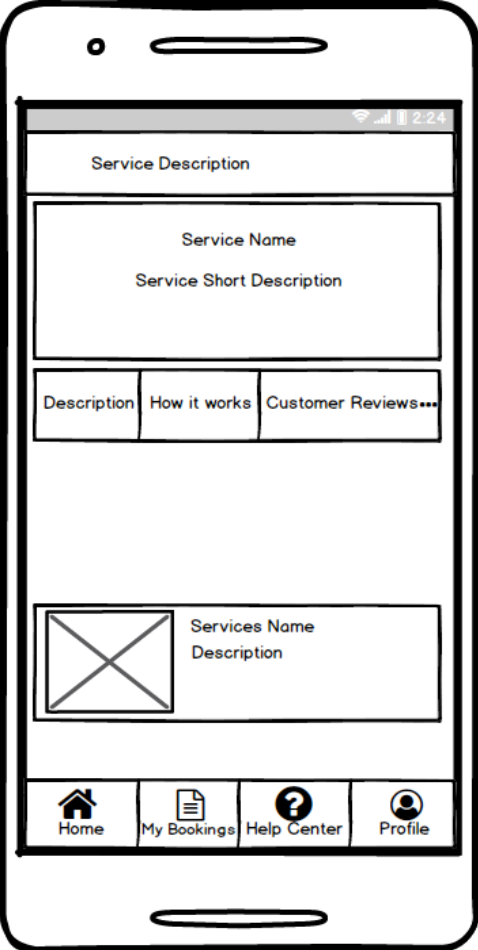 2:24
Service Description
Service Name
Service Short Description
Description How it works Customer Reviews•••
Services Name
Description
Home My Bookings Help Center Profile